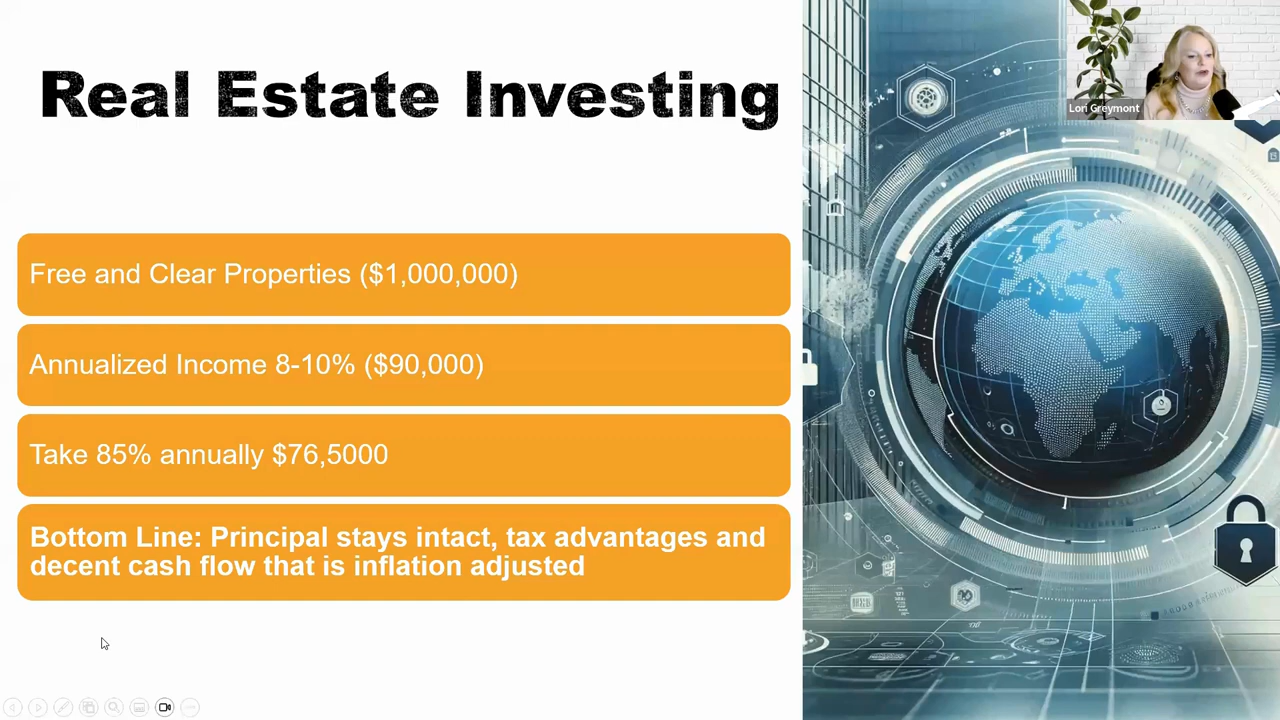 Real Estate Investing
Lori Greymont
Free and Clear Properties ($1,000,000)
Annualized Income 8-10% ($90,000)
Take 85% annually $76,5000
Bottom Line: Principal stays intact, tax advantages and
decent cash flow that is inflation adjusted